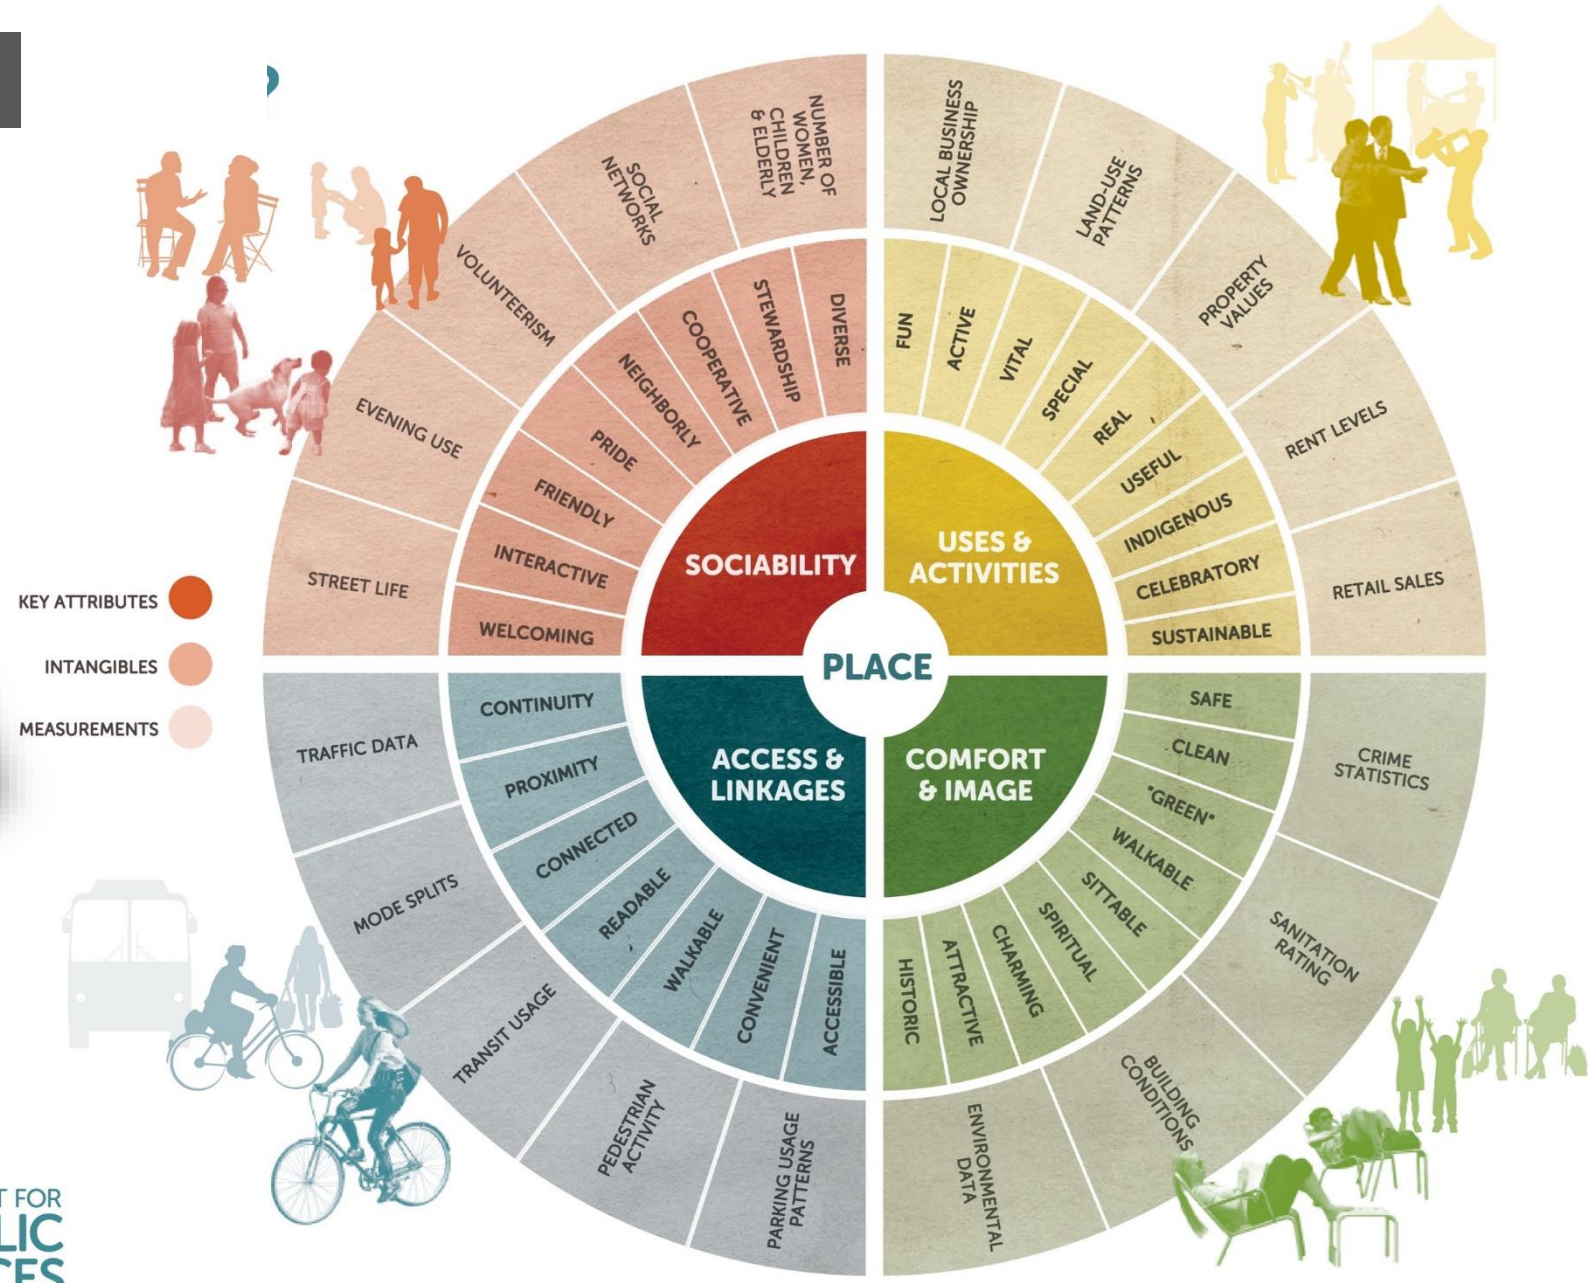 NUMBER OF
WOMEN,
CHILDREN
& ELDERLY
SOCIAL
NETWORKS
VOLUNTEERISM
EVENING USE
STREET LIFE
DIVERSE
STEWARDSHIP
COOPERATIVE
NEIGHBORLY
PRIDE
FRIENDLY
INTERACTIVE
WELCOMING
SOCIABILITY
LOCAL BUSINESS
OWNERSHIP
LAND-USE
PATTERNS
PROPERTY
VALUES
RENT LEVELS
RETAIL SALES
FUN
ACTIVE
VITAL
SPECIAL
REAL
USEFUL
INDIGENOUS
CELEBRATORY
SUSTAINABLE
USES &
ACTIVITIES
PLACE
KEY ATTRIBUTES
INTANGIBLES
MEASUREMENTS
ACCESS &
LINKAGES
CONTINUITY
PROXIMITY
CONNECTED
READABLE
WALKABLE
CONVENIENT
ACCESSIBLE
TRAFFIC DATA
MODE SPLITS
TRANSIT USAGE
PEDESTRIAN
ACTIVITY
PARKING USAGE
PATTERNS
COMFORT
& IMAGE
SAFE
CLEAN
"GREEN"
WALKABLE
SITTABLE
SPIRITUAL
CHARMING
ATTRACTIVE
HISTORIC
CRIME
STATISTICS
SANITATION
RATING
BUILDING
CONDITIONS
ENVIRONMENTAL
DATA
T FOR
LIC
CES